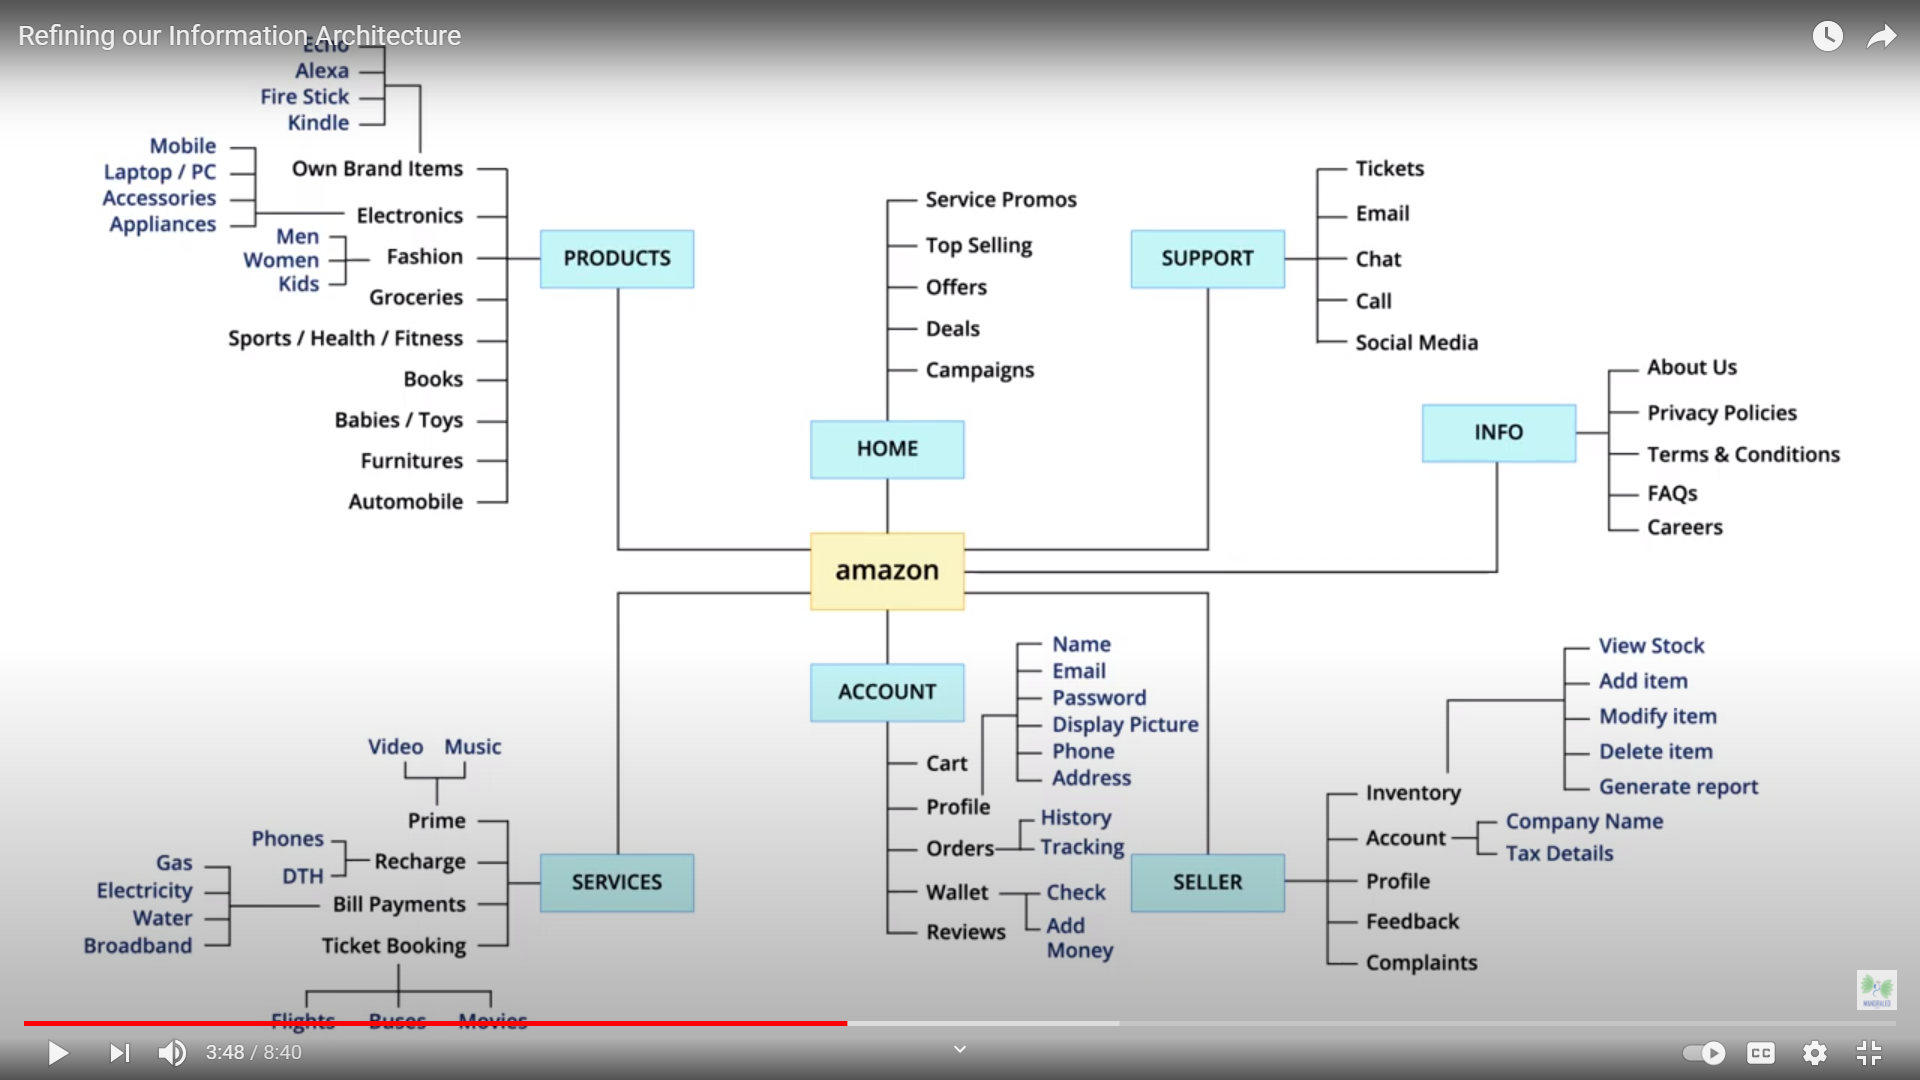 Refining our Information Architecture
Echo
Alexa
Fire Stick
Kindle
Mobile
Laptop / PC
Accessories
Appliances
Men
Women
Kids
Own Brand Items
Electronics
Fashion
Groceries
Sports / Health / Fitness
Books
Babies / Toys
Furnitures
Automobile
PRODUCTS
Service Promos
Top Selling
Offers
Deals
Campaigns
HOME
SUPPORT
Tickets
Email
Chat
Call
Social Media
INFO
About Us
Privacy Policies
Terms & Conditions
FAQs
Careers
amazon
ACCOUNT
Cart
Profile
Orders
Wallet
Reviews
Name
Email
Password
Display Picture
Phone
Address
History
Tracking
Check
Add
Money
Video Music
Prime
Recharge
Bill Payments
Ticket Booking
Phones
DTH
Gas
Electricity
Water
Broadband
Flights Buses Movies
SERVICES
SELLER
Inventory
Account
Profile
Feedback
Complaints
View Stock
Add item
Modify item
Delete item
Generate report
Company Name
Tax Details
3:48 / 8:40
CC